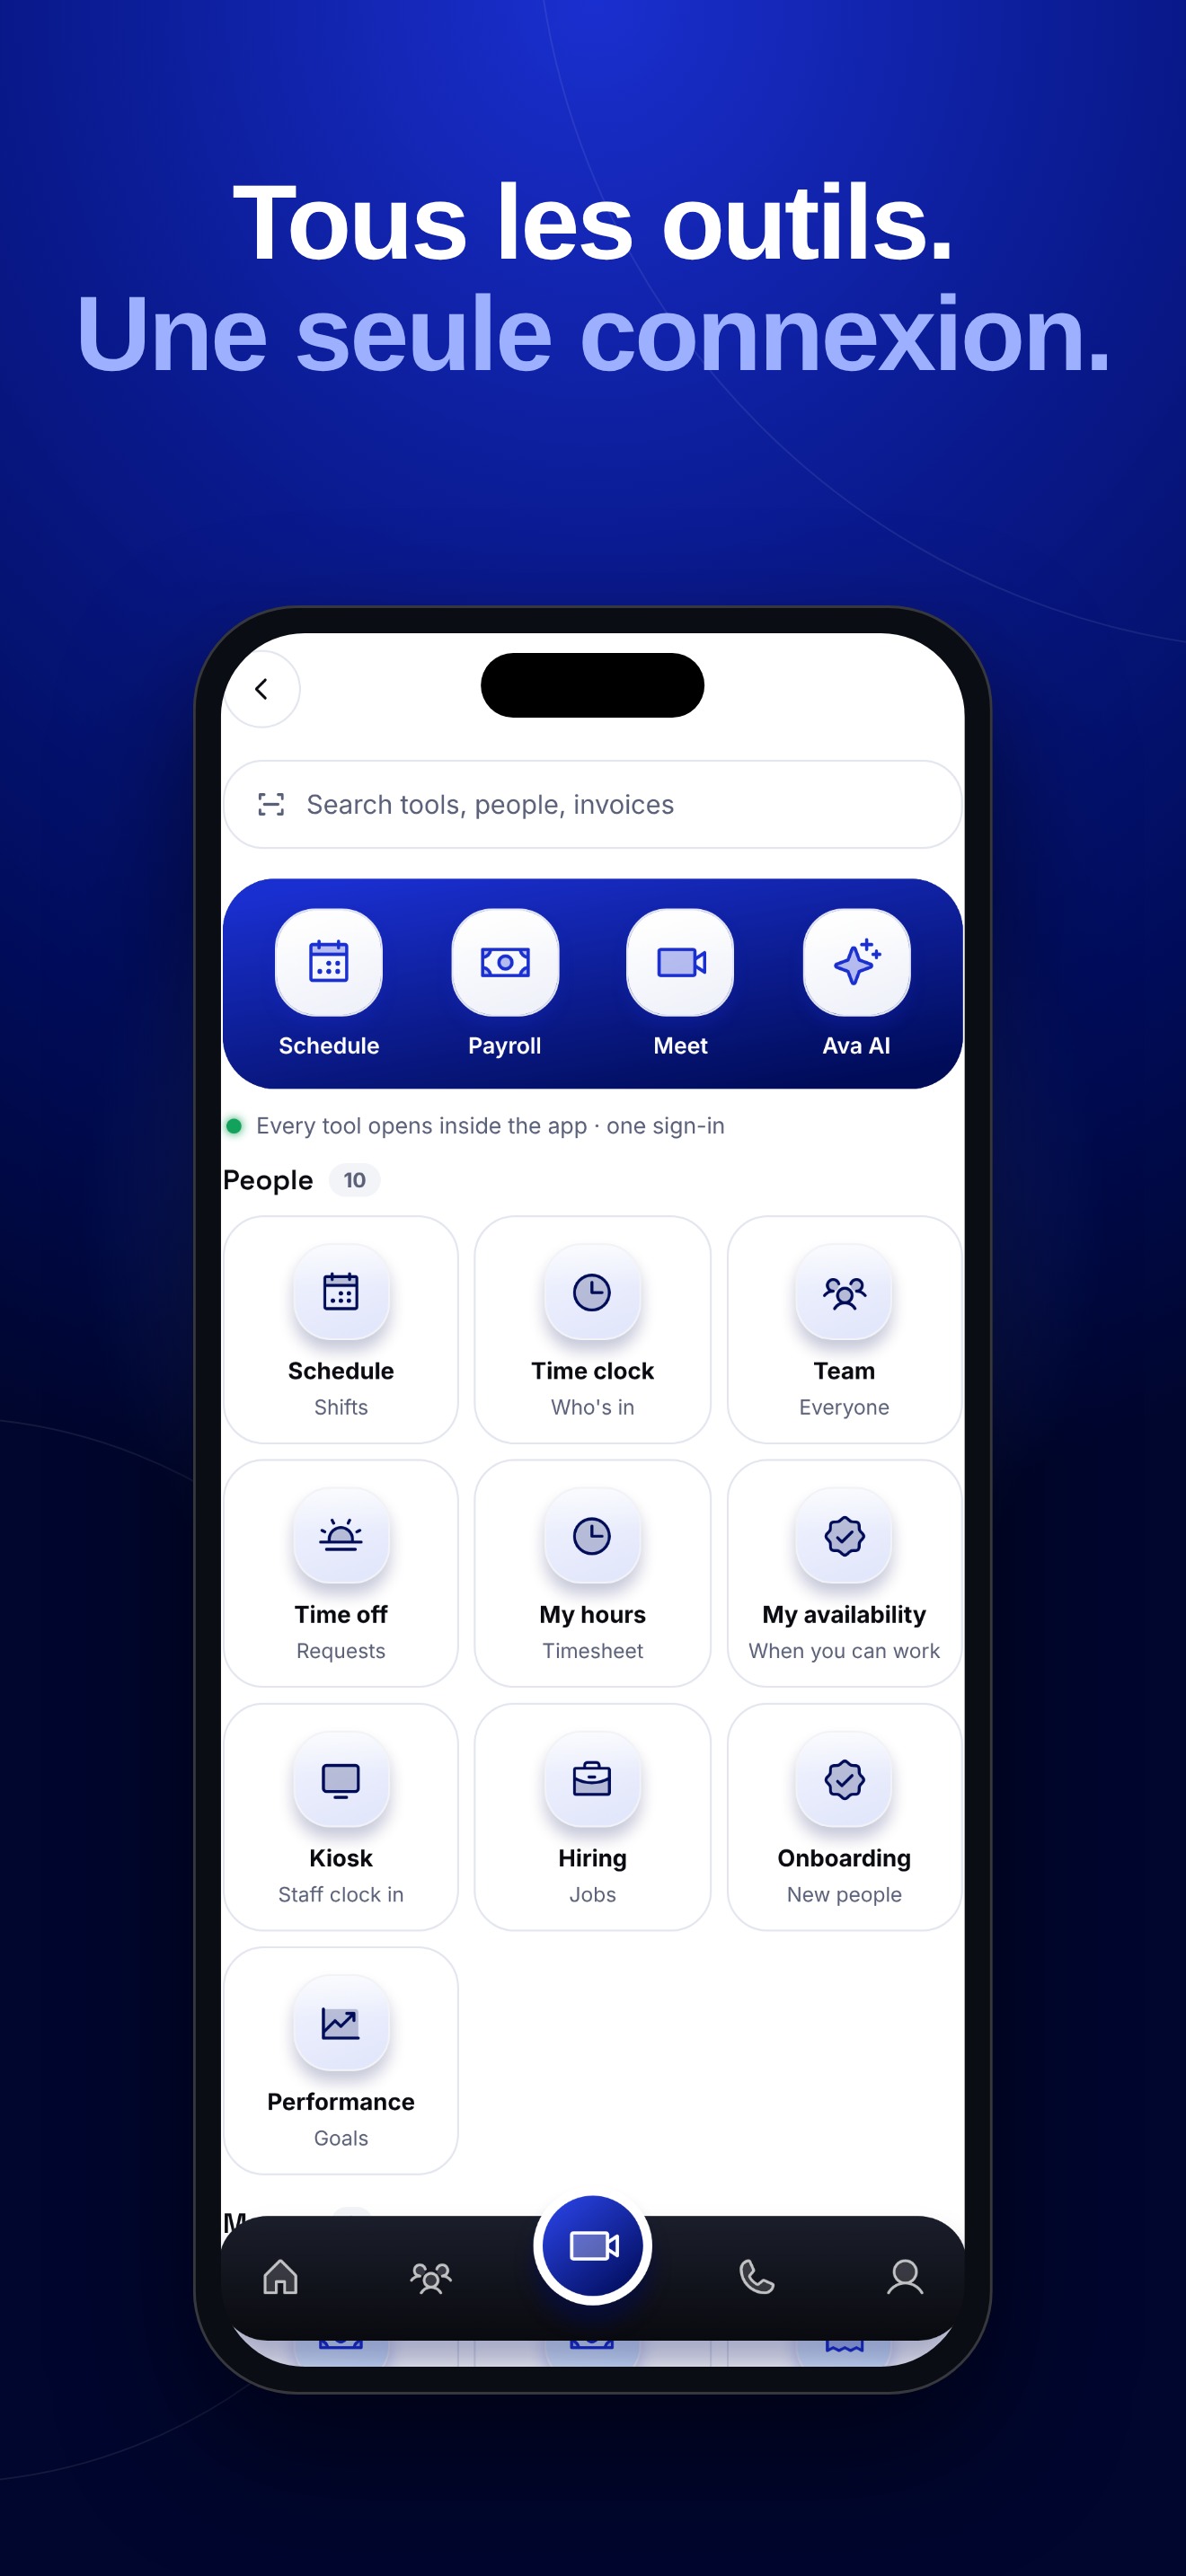 Tous les outils.
Une seule connexion.
Search tools, people, invoices
Schedule Payroll Meet Ava AI
Every tool opens inside the app · one sign-in
People 10
Schedule Time clock Team
Shifts Who's in Everyone
Time off My hours My availability
Requests Timesheet When you can work
Kiosk Hiring Onboarding
Staff clock in Jobs New people
Performance
Goals